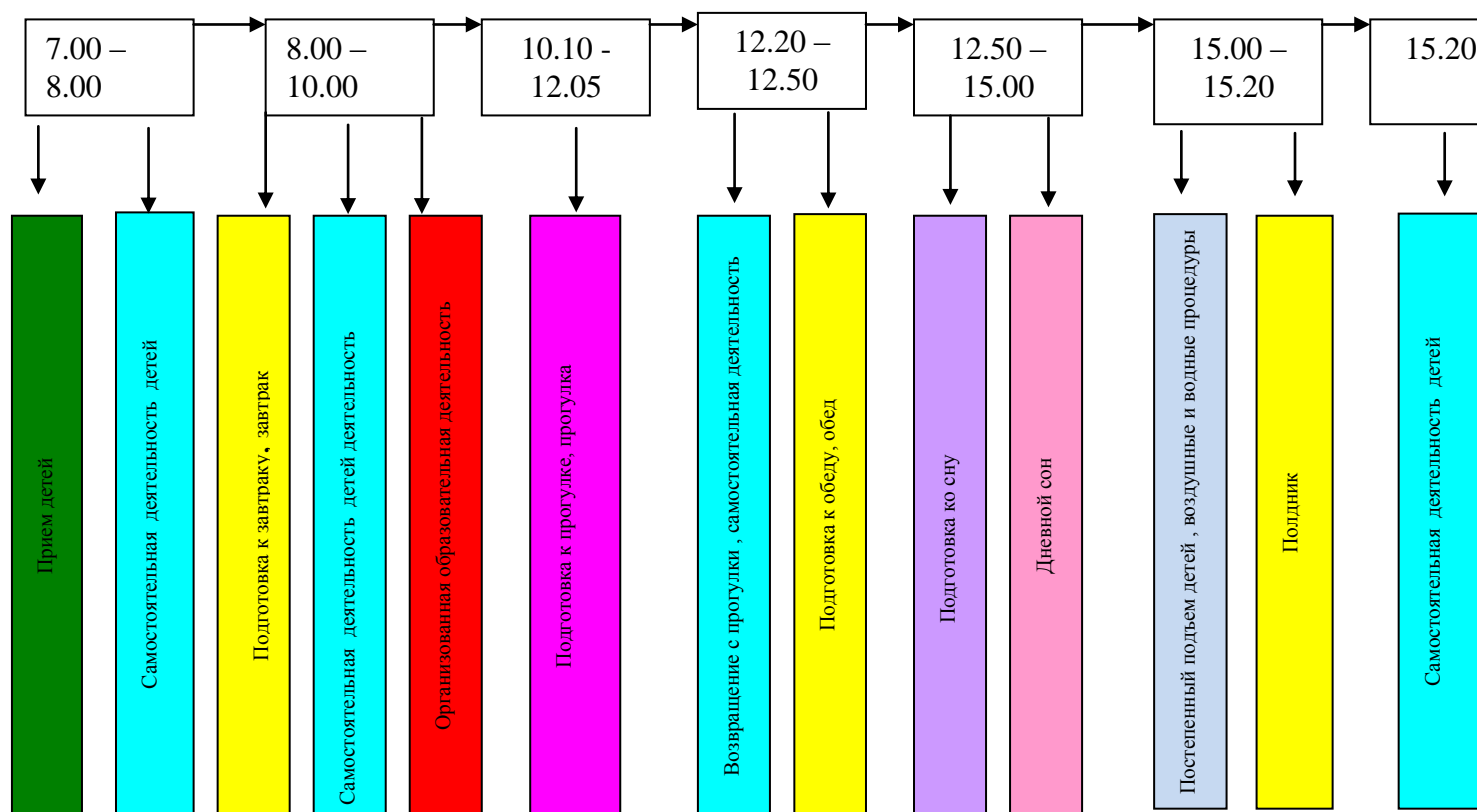 7.00 –
8.00
8.00 –
10.00
10.10 -
12.05
12.20 –
12.50
12.50 –
15.00
15.00 –
15.20
15.20
Прием детей
Самостоятельная деятельность детей
Подготовка к завтраку, завтрак
Самостоятельная деятельность детей деятельность
Организованная образовательная деятельность
Подготовка к прогулке, прогулка
Возвращение с прогулки , самостоятельная деятельность
Подготовка к обеду, обед
Подготовка ко сну
Дневной сон
Постепенный подъем детей , воздушные и водные процедуры
Полдник
Самостоятельная деятельность детей